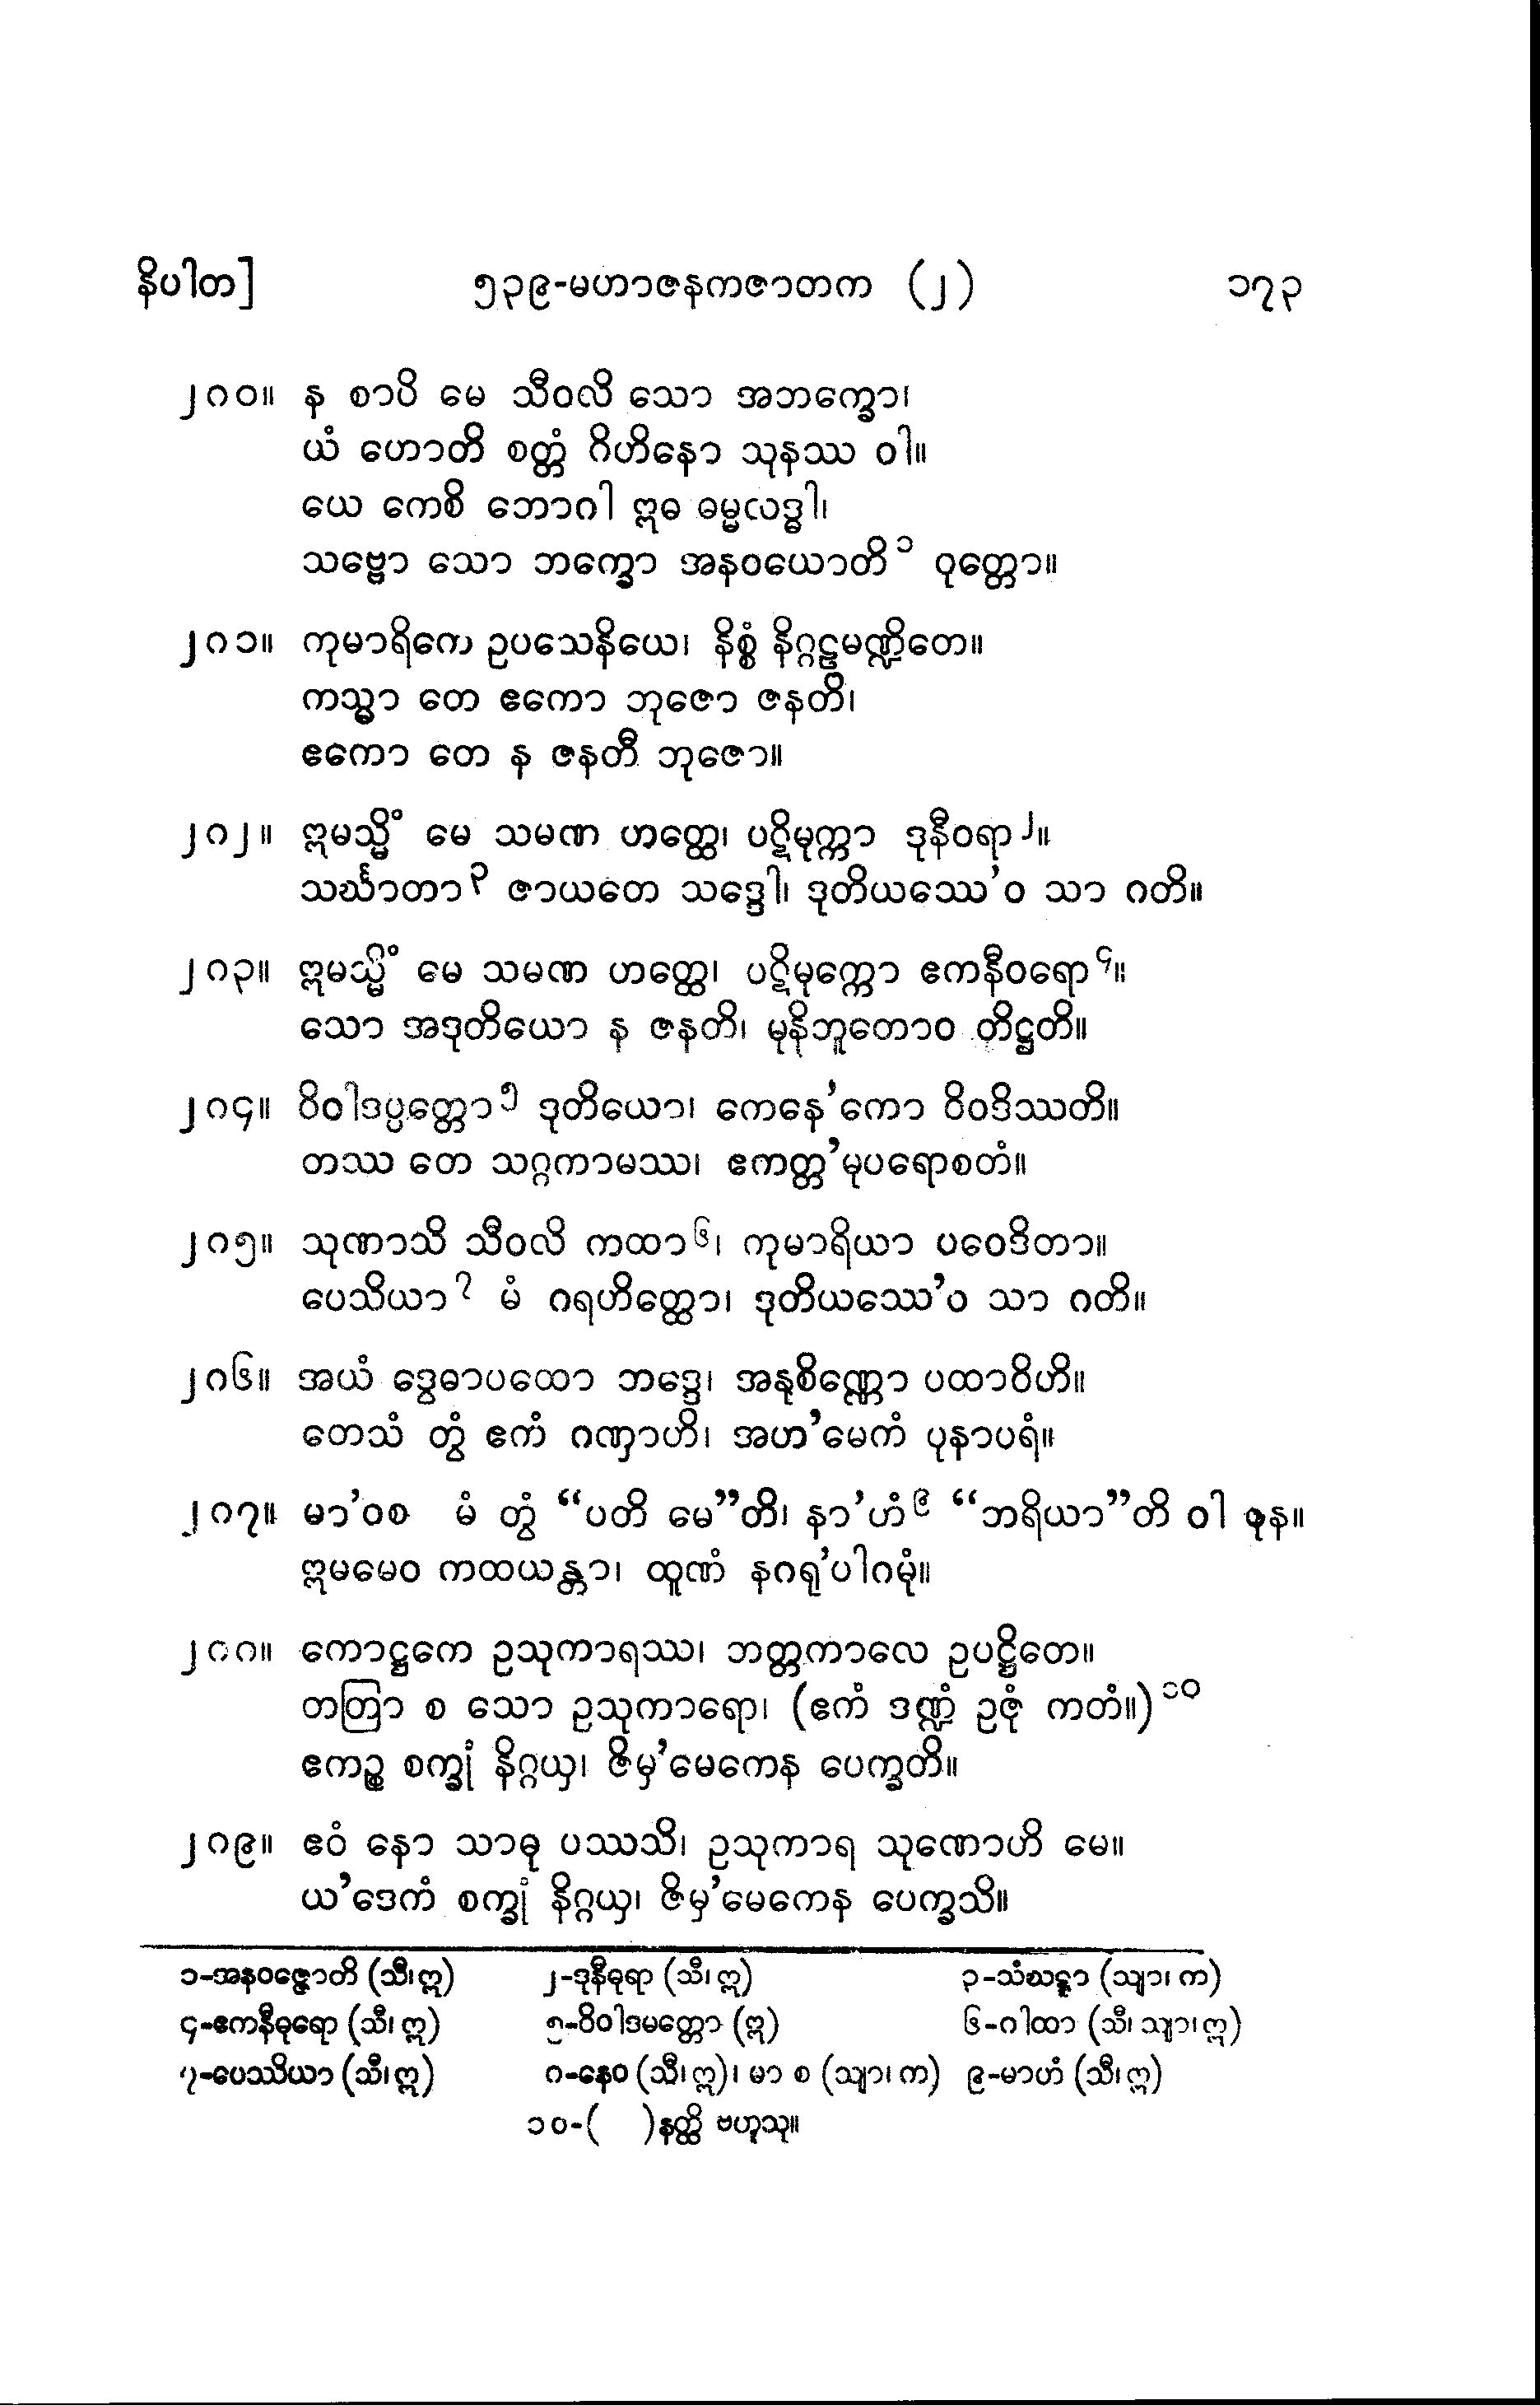 နိပါတ] ၅၃၉-မဟာဇနကဇာတက (၂) ၁၇၃
၂၈၀။ န စာပိ မေ သီဝလိ သော အဘက္ခော၊
ယံ ဟောတိ စတ္တံ ဂိဟိနော သုနဿ ဝါ။
ယေ ကေစိ ဘောဂါ ဣဓ ဓမ္မလဒ္ဓါ၊
သဗ္ဗော သော ဘက္ခော အနဝယောတိ ၁ ဝုတ္တော။
၂၈၁။ ကုမာရိကေ ဥပသေနိယေ၊ နိစ္စံ နိဂ္ဂဠမဏ္ဍိတေ။
ကသ္မာ တေ ဧကော ဘုဇော ဇနတိ၊
ဧကော တေ န ဇနတီ ဘုဇော။
၂၈၂။ ဣမသ္မိံ မေ သမဏ ဟတ္ထေ၊ ပဋိမုက္ကာ ဒုနီဝရာ ၂။
သင်္ဃာတာ ၃ ဇာယတေ သဒ္ဒေါ၊ ဒုတိယဿေ'ဝ သာ ဂတိ။
၂၈၃။ ဣမသ္မိံ မေ သမဏ ဟတ္ထေ၊ ပဋိမုက္ကော ဧကနီဝရော ၄။
သော အဒုတိယော န ဇနတိ၊ မုနိဘူတောဝ တိဋ္ဌတိ။
၂၈၄။ ဝိဝါဒပ္ပတ္တော ၅ ဒုတိယော၊ ကေနေ'ကော ဝိဝဒိဿတိ။
တဿ တေ သဂ္ဂကာမဿ၊ ဧကတ္တ'မုပရောစတံ။
၂၈၅။ သုဏာသိ သီဝလိ ကထာ ၆၊ ကုမာရိယာ ပဝေဒိတာ။
ပေသိယာ ၇ မံ ဂရဟိတ္ထော၊ ဒုတိယဿေ'ဝ သာ ဂတိ။
၂၈၆။ အယံ ဒွေဓာပထော ဘဒ္ဒေ၊ အနုစိဏ္ဏော ပထာဝိဟိ။
တေသံ တွံ ဧကံ ဂဏှာဟိ၊ အဟ'မေကံ ပုနာပရံ။
၂၈၇။ မာ'ဝစ မံ တွံ “ပတိ မေ”တိ၊ နာ'ဟံ ၉ “ဘရိယာ”တိ ဝါ ပုန။
ဣမမေဝ ကထယန္တာ၊ ထူဏံ နဂရု'ပါဂမုံ။
၂၈၈။ ကောဋ္ဌကေ ဥသုကာရဿ၊ ဘတ္တကာလေ ဥပဋ္ဌိတေ။
တတြာ စ သော ဥသုကာရော၊ (ဧကံ ဒဏ္ဍံ ဥဇုံ ကတံ။) ၁၀
ဧကဉ္စ စက္ခုံ နိဂ္ဂယှ၊ ဇိမှ'မေကေန ပေက္ခတိ။
၂၈၉။ ဧဝံ နော သာဓု ပဿသိ၊ ဥသုကာရ သုဏောဟိ မေ။
ယ'ဒေကံ စက္ခုံ နိဂ္ဂယှ၊ ဇိမှ'မေကေန ပေက္ခသိ။
၁-အနဝဇ္ဇောတိ (သီ၊ဣ) ၂-ဒုနီဓုရာ (သီ၊ဣ) ၃-သံဃဋ္ဋာ (သျာ၊ က)
၄-ဧကနီဓုရော (သီ၊ ဣ) ၅-ဝိဝါဒမတ္တော (ဣ) ၆-ဂါထာ (သီ၊ သျာ၊ဣ)
၇-ပေဿိယာ (သီ၊ဣ) ၈-နေဝ (သီ၊ဣ)၊ မာ စ (သျာ၊ က) ၉-မာဟံ (သီ၊ဣ)
၁၀-( )နတ္ထိ ဗဟူသု။